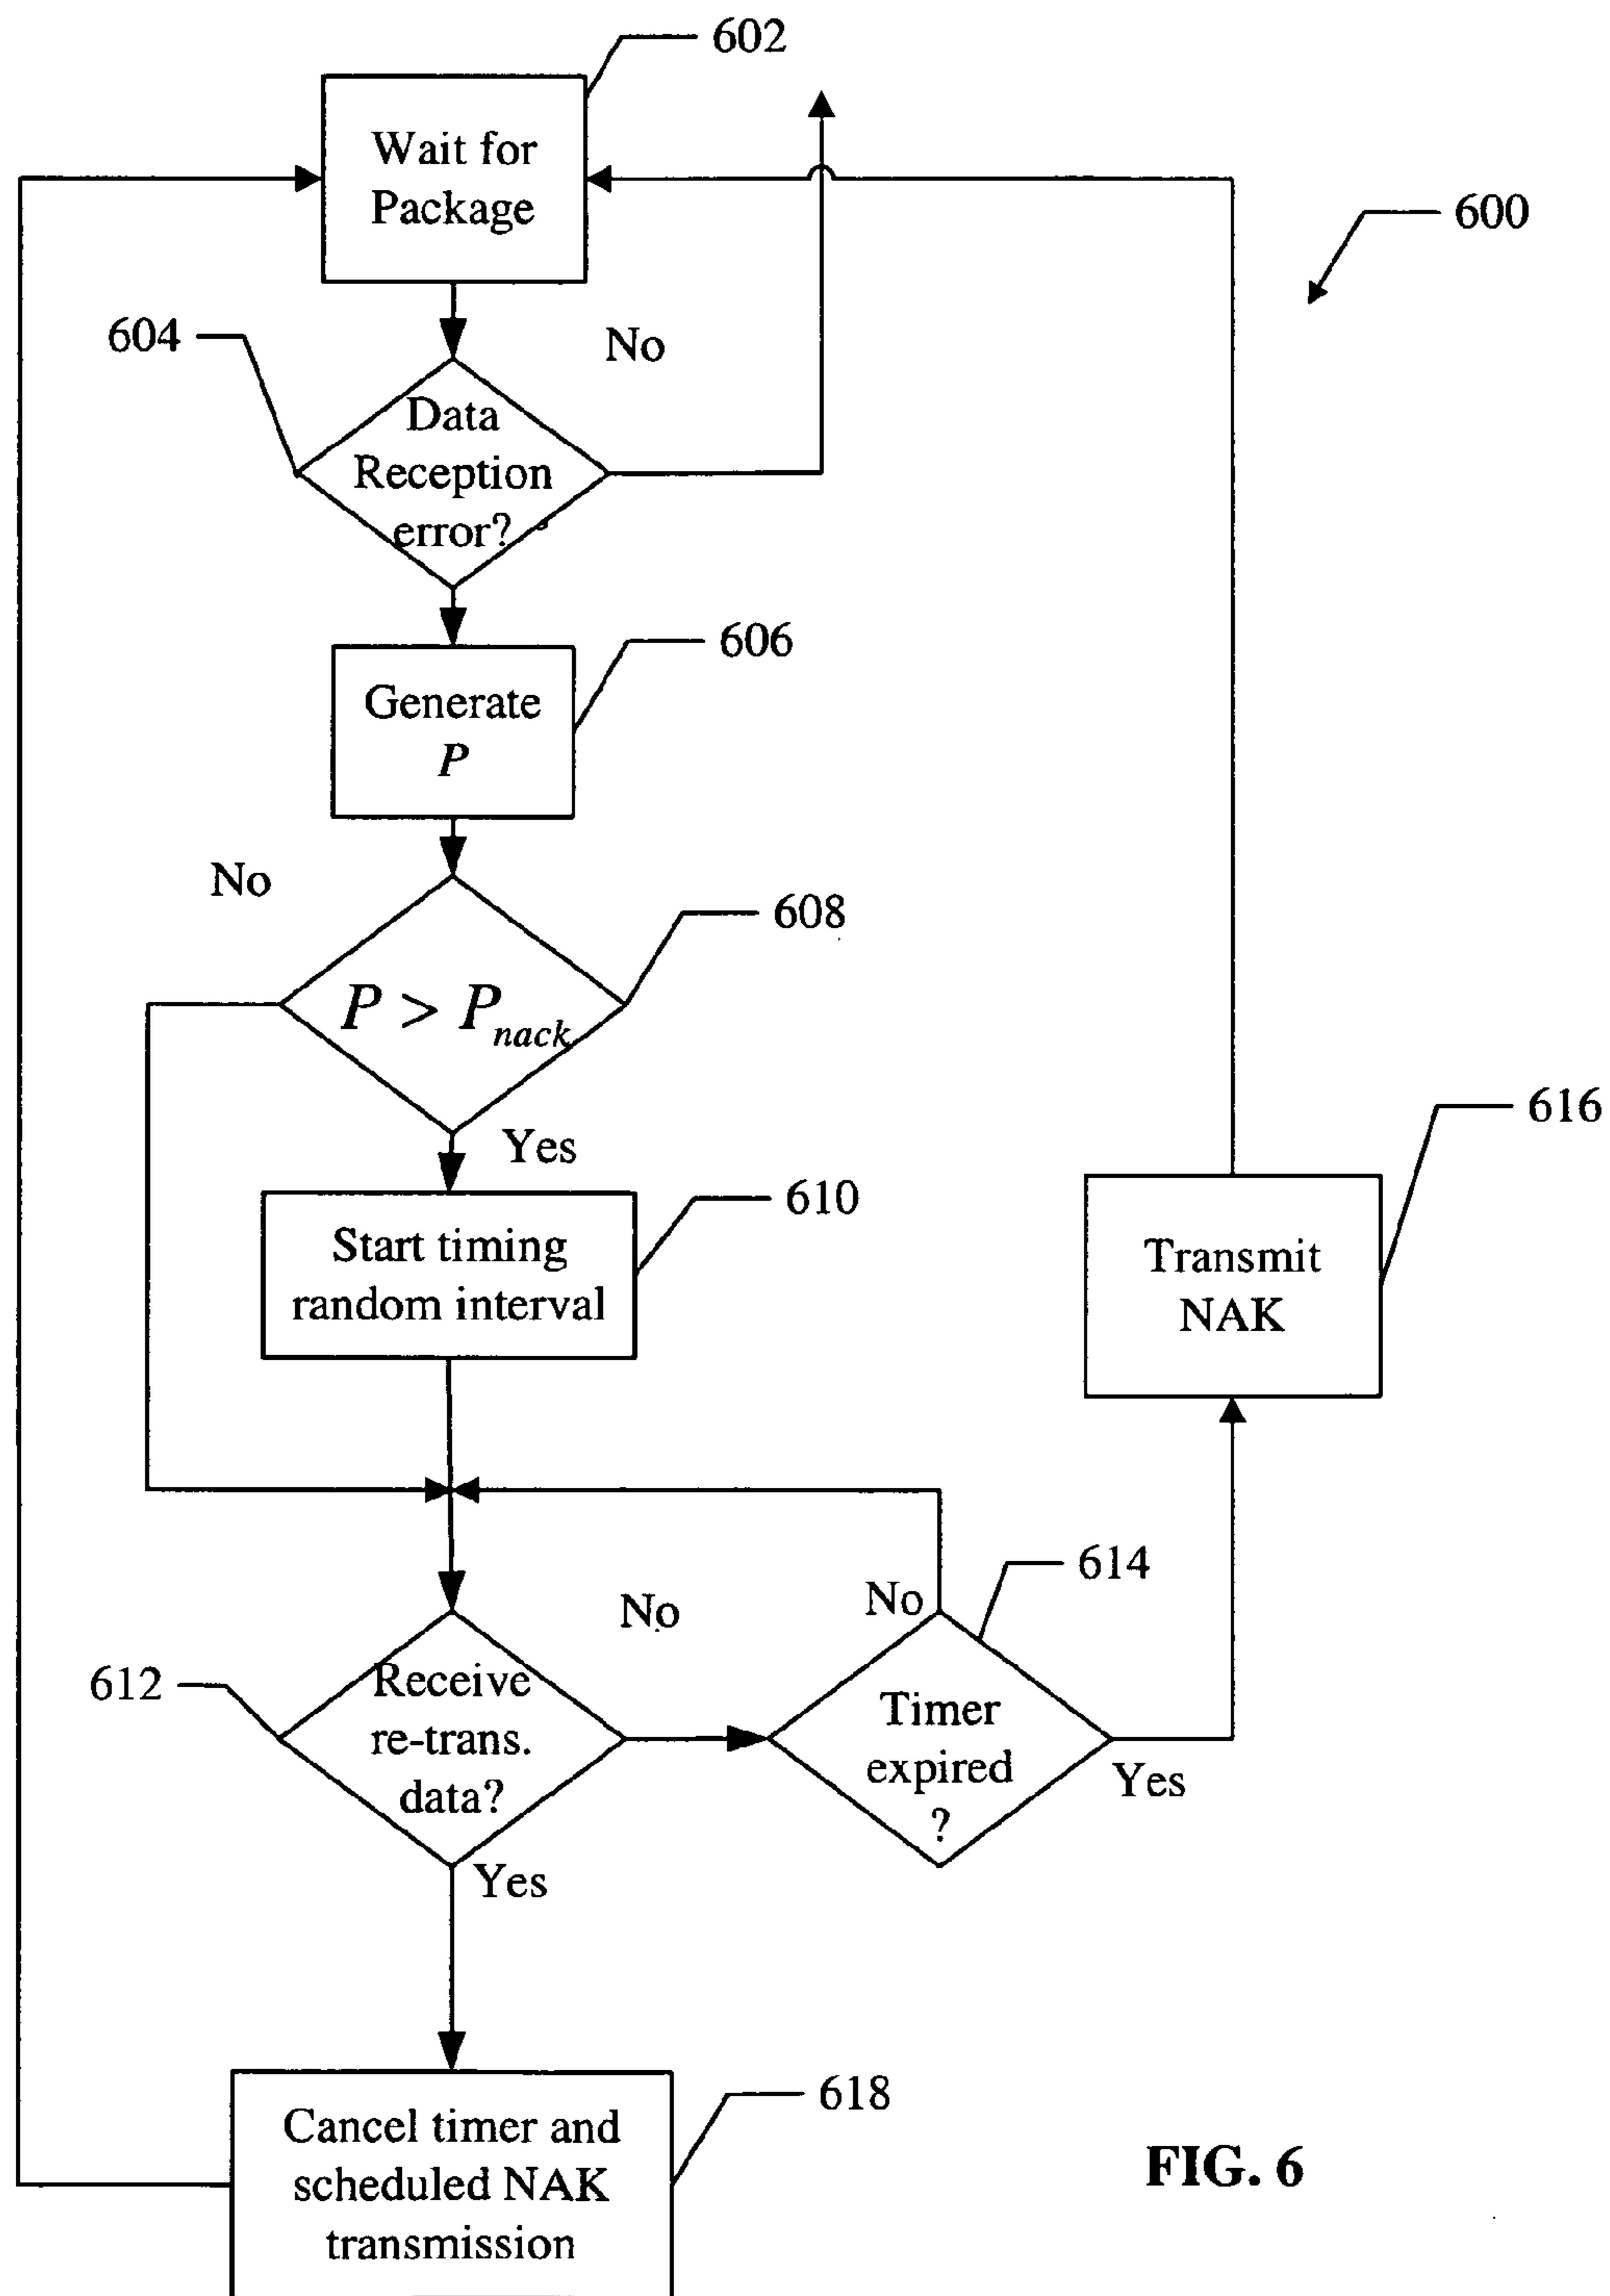 602
Wait for
Package
600
604
No
Data
Reception
error?
606
Generate
P
No
608
P > Pnack
Yes
616
610
Start timing
random interval
Transmit
NAK
614
No
No
612
Receive
re-trans.
data?
Timer
expired
?
Yes
Yes
618
Cancel timer and
scheduled NAK
transmission
FIG. 6